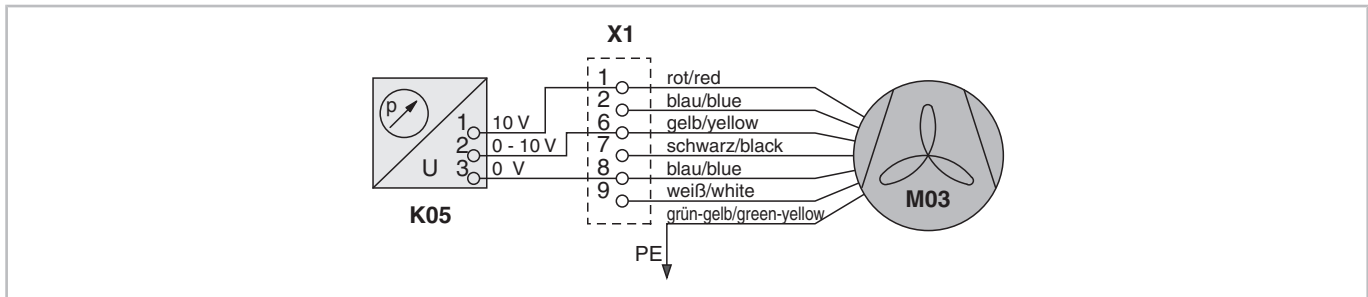 X1
p
U
1 10 V
2 0 - 10 V
3 0 V
K05
1 rot/red
2 blau/blue
6 gelb/yellow
7 schwarz/black
8 blau/blue
9 weiß/white
grün-gelb/green-yellow
PE
M03